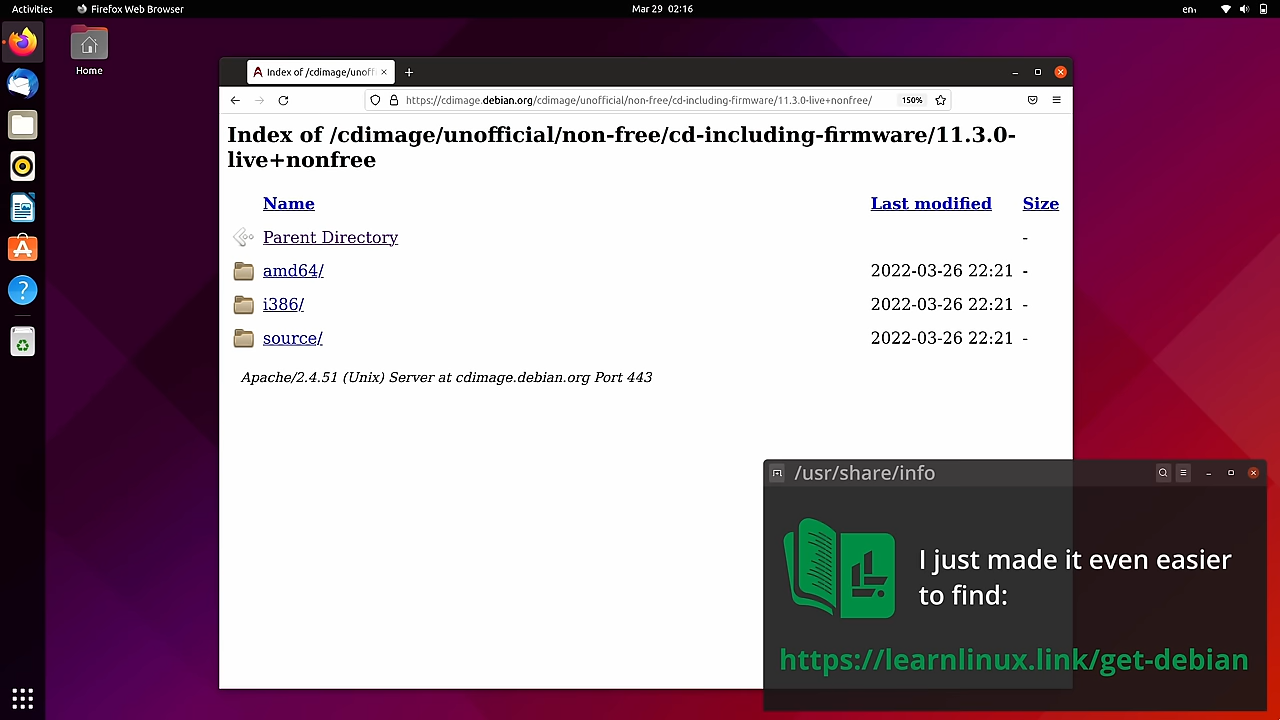 Activities
Firefox Web Browser
Mar 29 02:16
en₁
Home
Index of /cdimage/unoff
https://cdimage.debian.org/cdimage/unofficial/non-free/cd-including-firmware/11.3.0-live+nonfree/
150%
Index of /cdimage/unofficial/non-free/cd-including-firmware/11.3.0-
live+nonfree
Name Last modified Size
Parent Directory -
amd64/ 2022-03-26 22:21 -
i386/ 2022-03-26 22:21 -
source/ 2022-03-26 22:21 -
Apache/2.4.51 (Unix) Server at cdimage.debian.org Port 443
/usr/share/info
I just made it even easier
to find:
https://learnlinux.link/get-debian